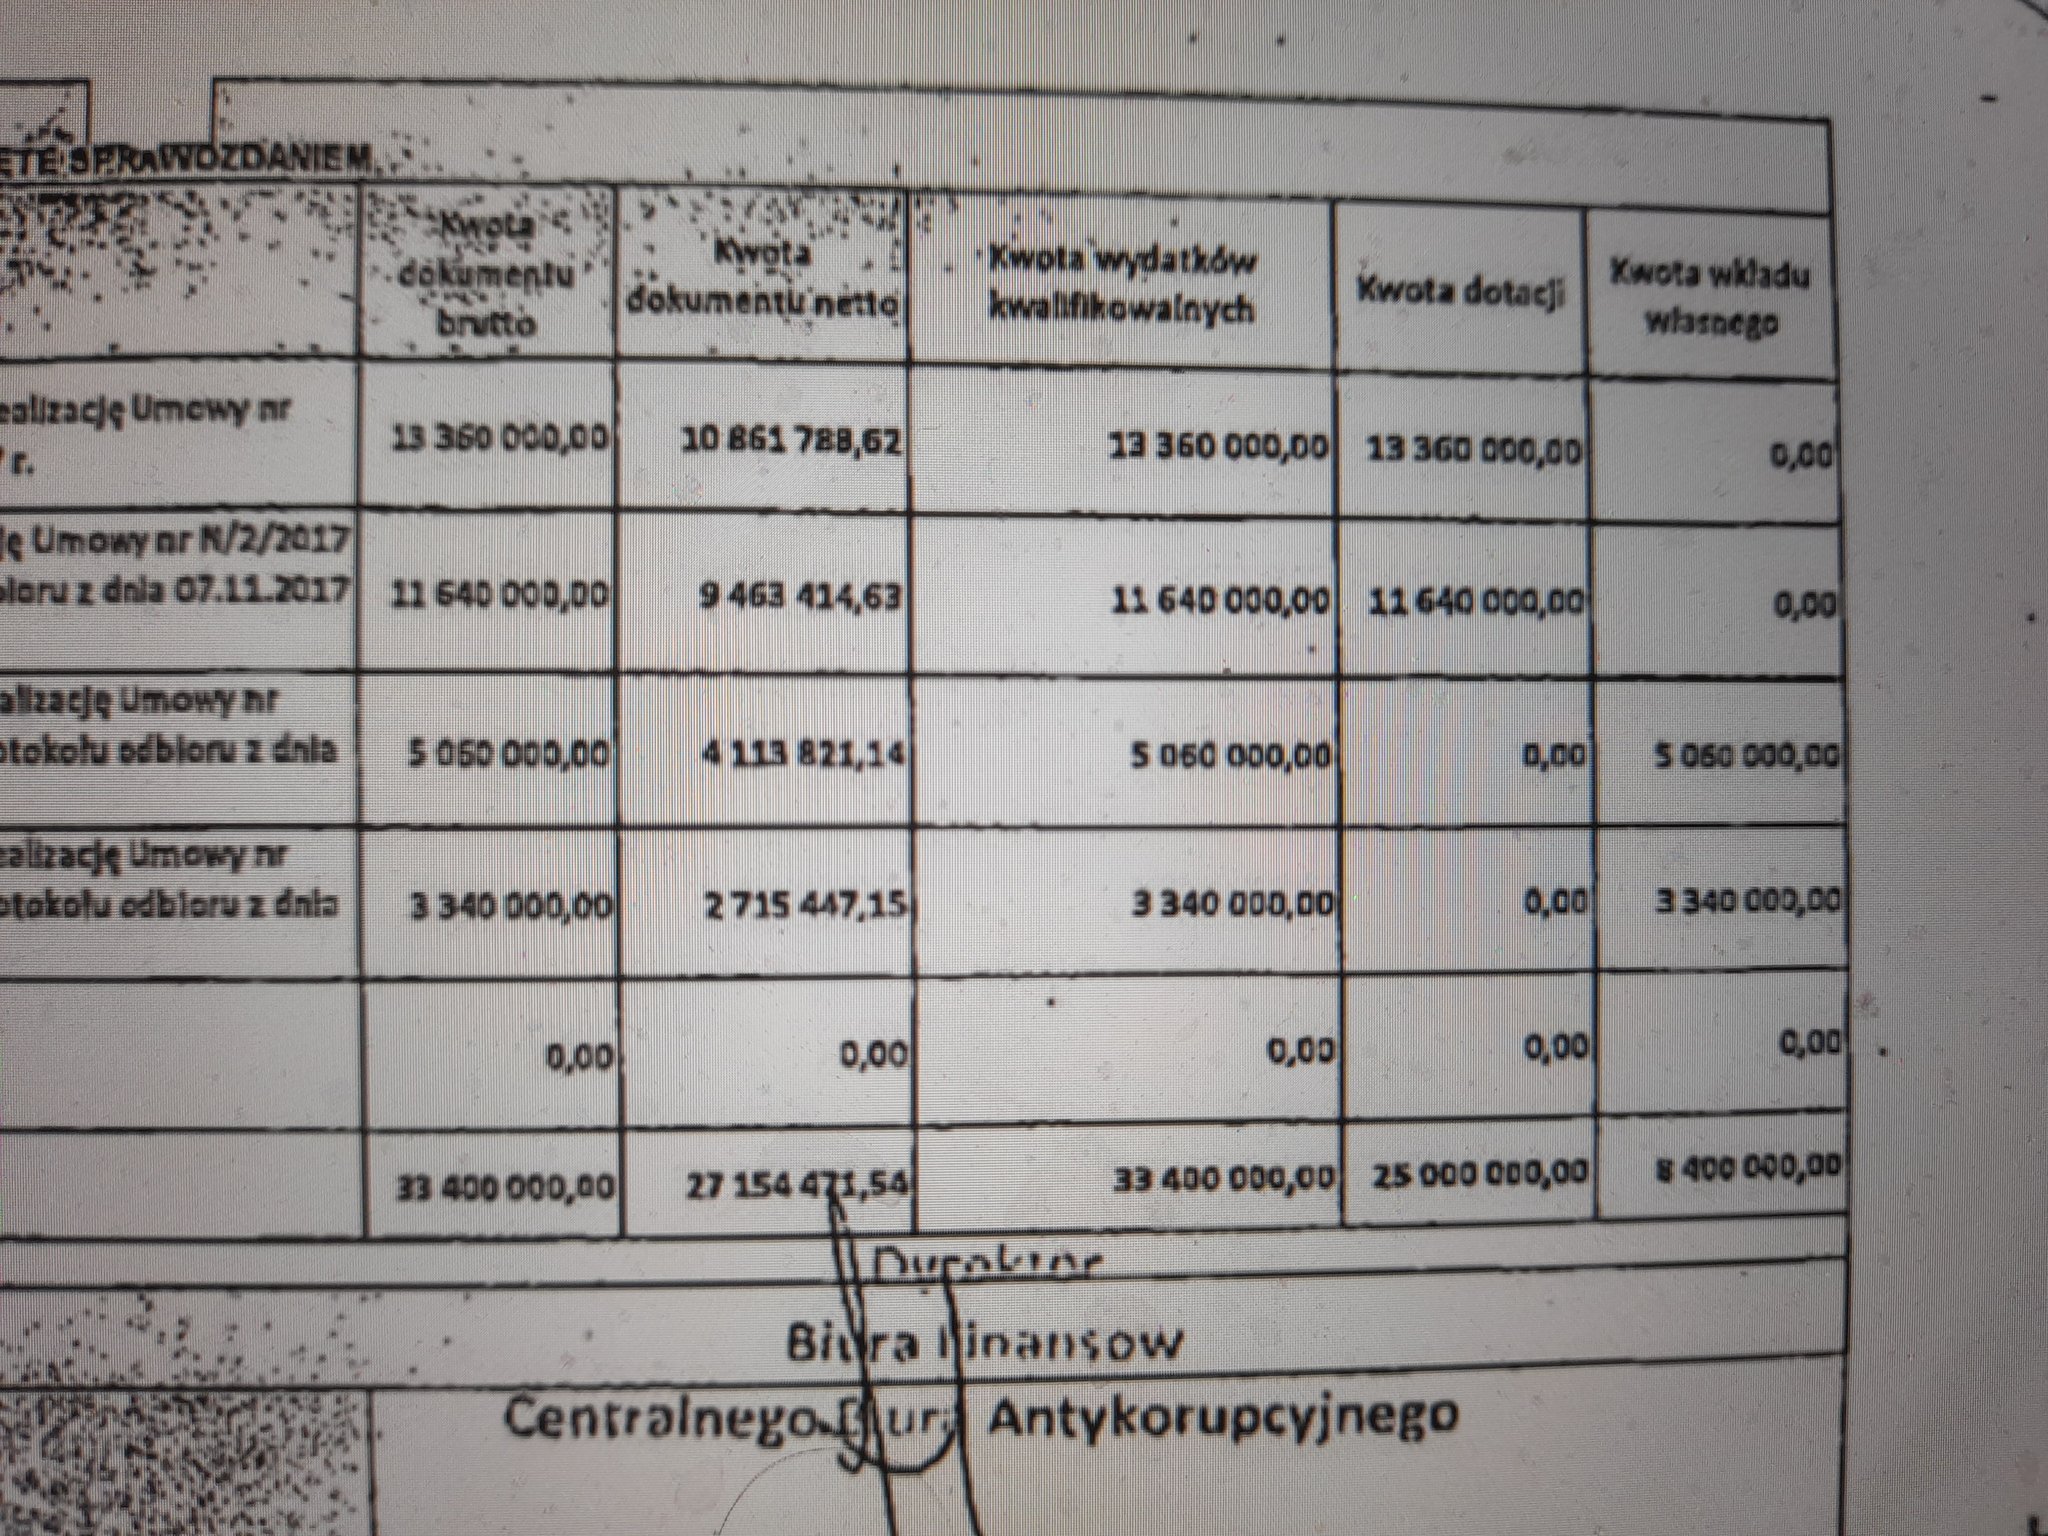 SPRAWOZDANIEM
Kwota dokumentu brutto
Kwota dokumentu netto
Kwota wydatków kwalifikowalnych
Kwota dotacji
Kwota wkładu własnego
ealizację Umowy nr
r.
13 360 000,00 10 861 788,62 13 360 000,00 13 360 000,00 0,00
ję Umowy nr N/2/2017
bioru z dnia 07.11.2017
11 640 000,00 9 463 414,63 11 640 000,00 11 640 000,00 0,00
alizację Umowy nr
otokołu odbioru z dnia
5 060 000,00 4 113 821,14 5 060 000,00 0,00 5 060 000,00
ealizację Umowy nr
otokołu odbioru z dnia
3 340 000,00 2 715 447,15 3 340 000,00 0,00 3 340 000,00
0,00 0,00 0,00 0,00 0,00
33 400 000,00 27 154 471,54 33 400 000,00 25 000 000,00 8 400 000,00
Dyrektor
Biura Finansow
Centralnego Biura Antykorupcyjnego